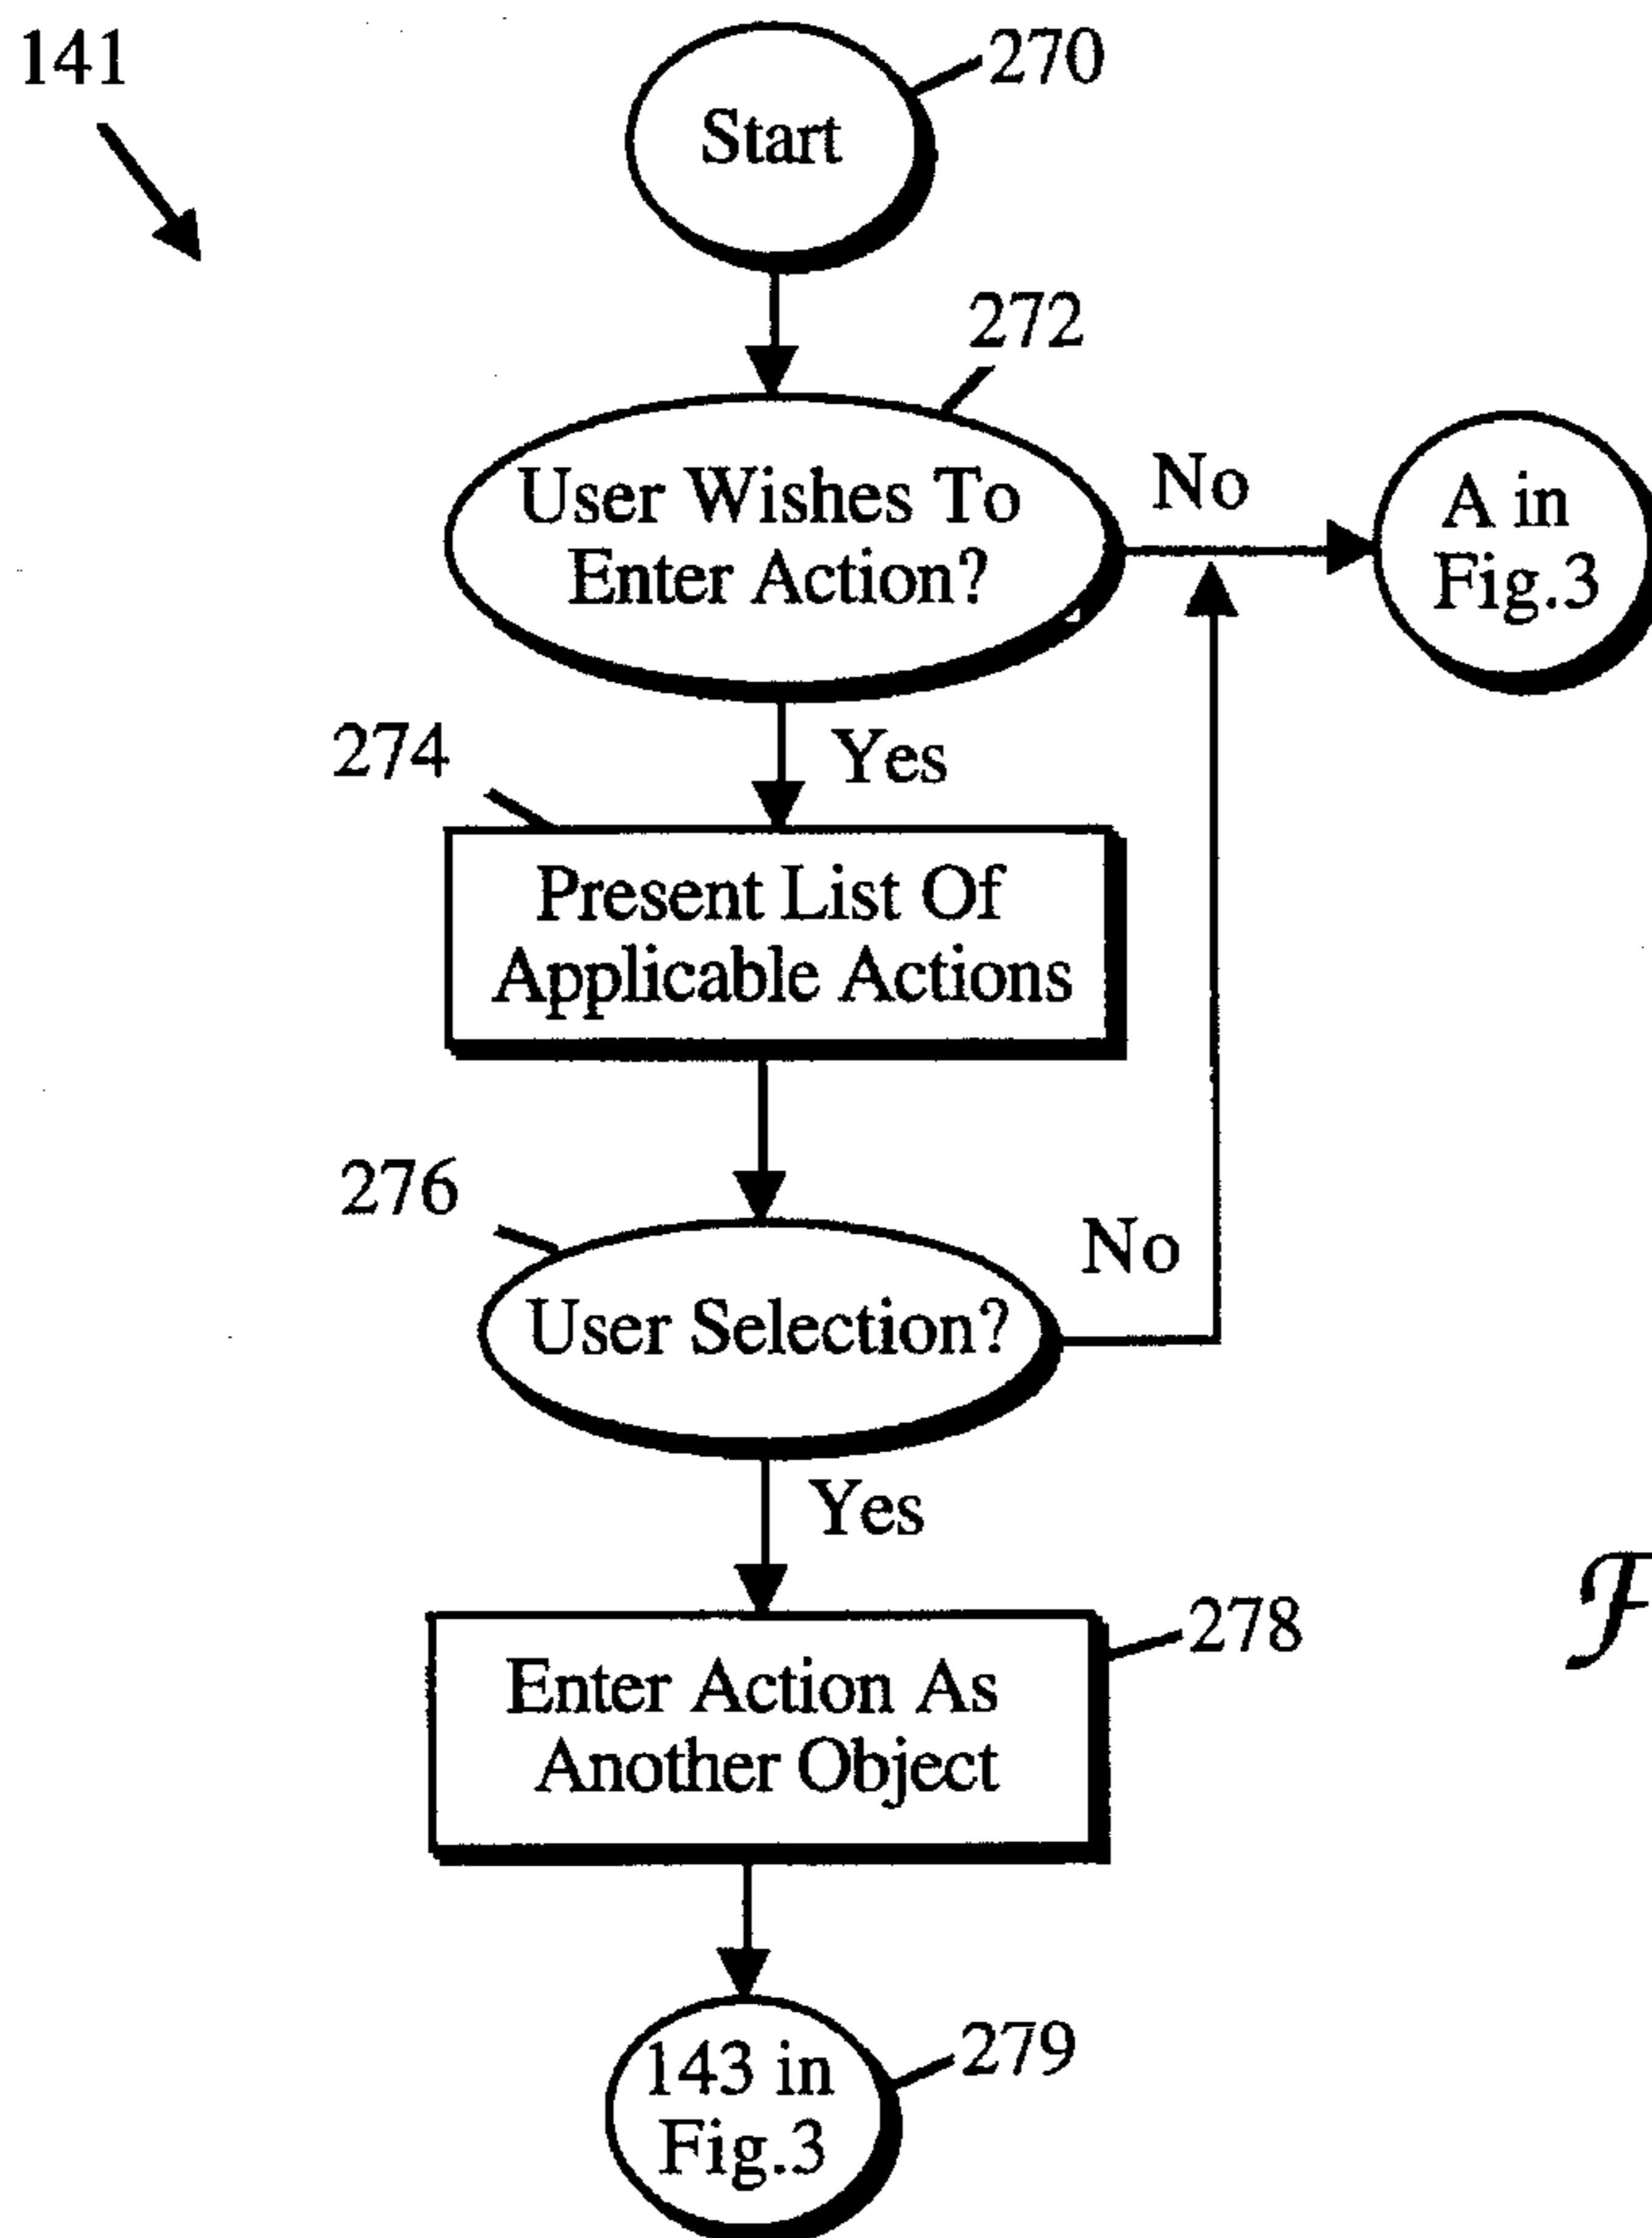 141
270
Start
272
User Wishes To
Enter Action?
No
A in
Fig.3
274
Yes
Present List Of
Applicable Actions
276
No
User Selection?
Yes
278
Enter Action As
Another Object
279
143 in
Fig.3